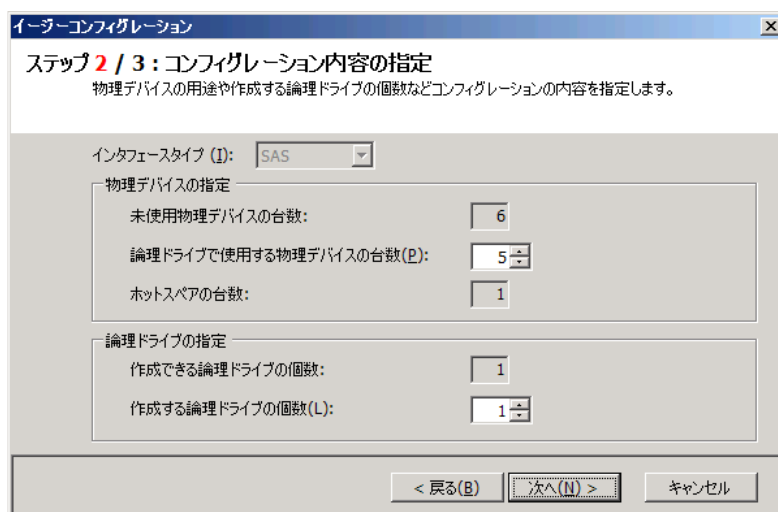 イージーコンフィグレーション
ステップ 2 / 3 : コンフィグレーション内容の指定
物理デバイスの用途や作成する論理ドライブの個数などコンフィグレーションの内容を指定します。
インタフェースタイプ (I): SAS
物理デバイスの指定
未使用物理デバイスの台数: 6
論理ドライブで使用する物理デバイスの台数(P): 5
ホットスペアの台数: 1
論理ドライブの指定
作成できる論理ドライブの個数: 1
作成する論理ドライブの個数(L): 1
< 戻る(B) 次へ(N) > キャンセル